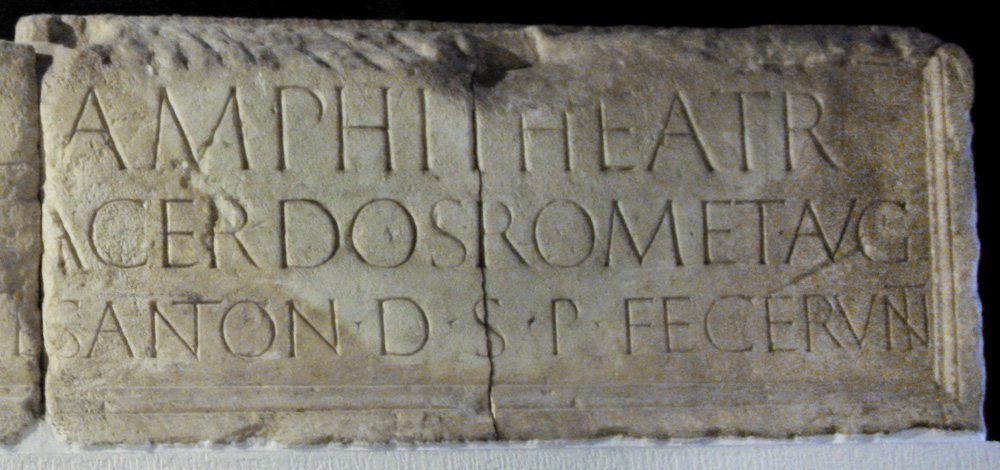 AMPHITHEATR
ACERDOS ROM·ET·AVG
SANTON·D·S·P·FECERVNT